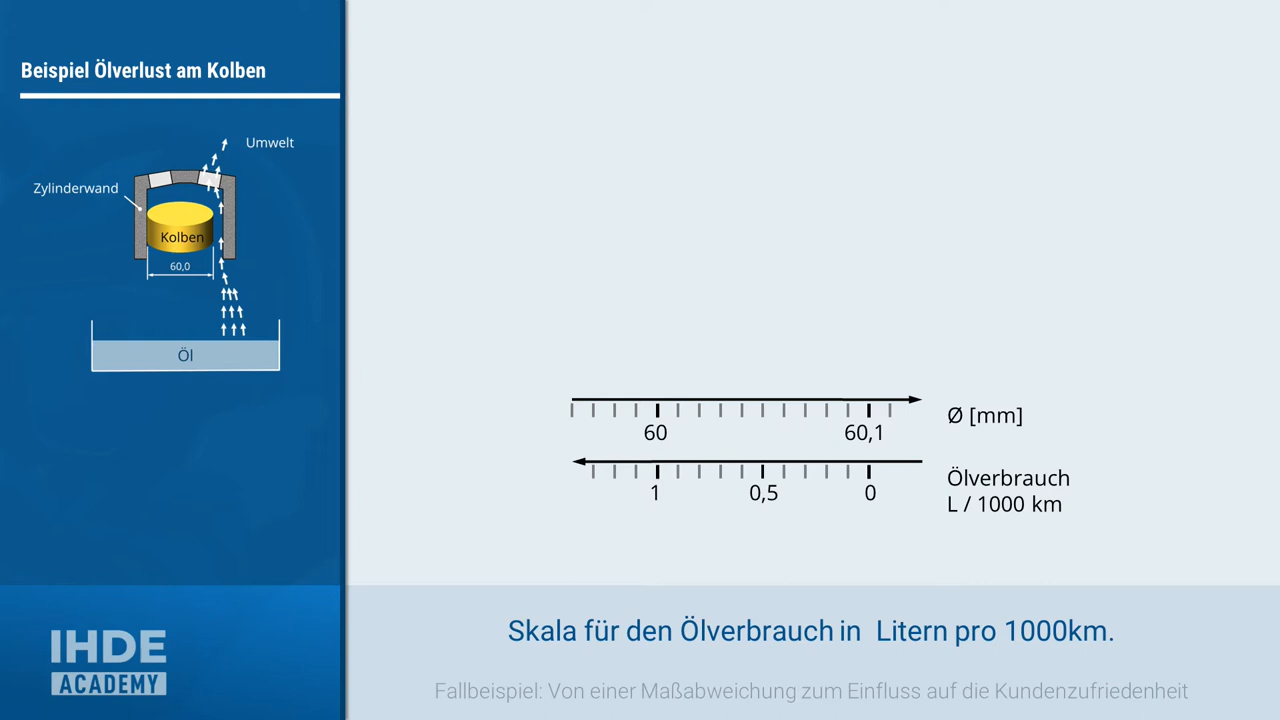 Beispiel Ölverlust am Kolben
Umwelt
Zylinderwand
Kolben
60,0
Öl
Ø [mm]
60 60,1
Ölverbrauch
L / 1000 km
1 0,5 0
Skala für den Ölverbrauch in Litern pro 1000km.
Fallbeispiel: Von einer Maßabweichung zum Einfluss auf die Kundenzufriedenheit
IHDE
ACADEMY